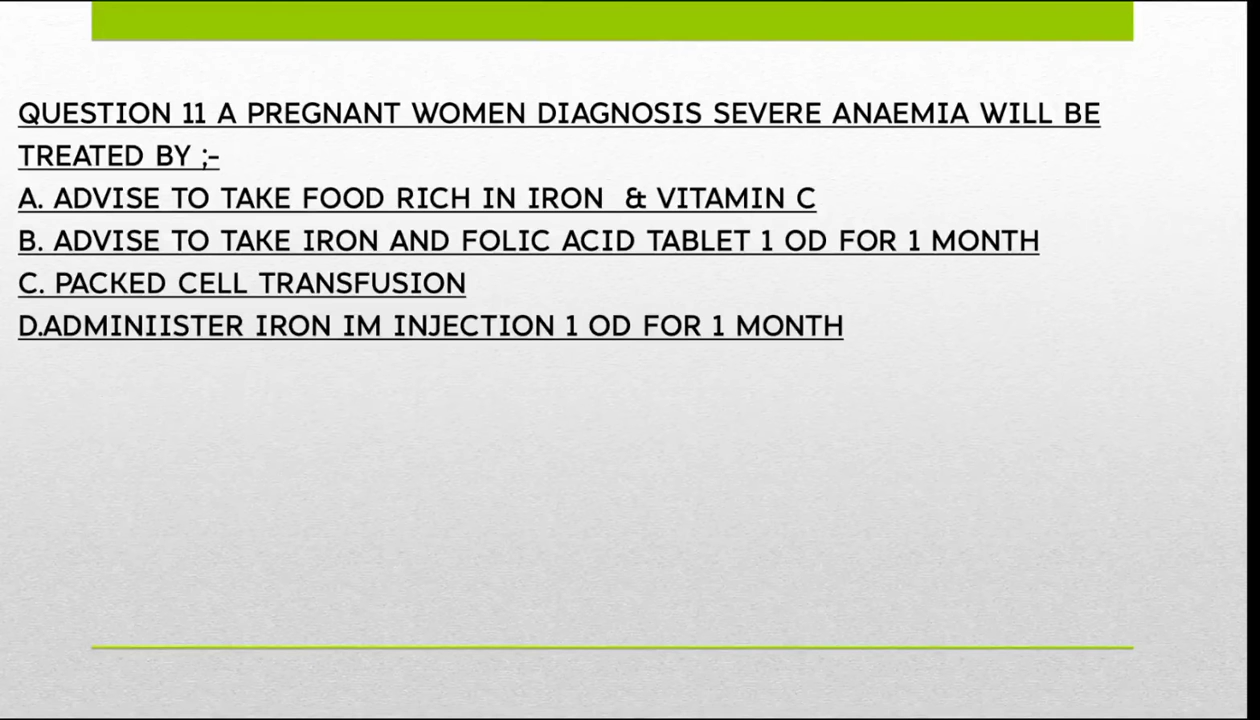 QUESTION 11 A PREGNANT WOMEN DIAGNOSIS SEVERE ANAEMIA WILL BE
TREATED BY ;-
A. ADVISE TO TAKE FOOD RICH IN IRON & VITAMIN C
B. ADVISE TO TAKE IRON AND FOLIC ACID TABLET 1 OD FOR 1 MONTH
C. PACKED CELL TRANSFUSION
D.ADMINIISTER IRON IM INJECTION 1 OD FOR 1 MONTH